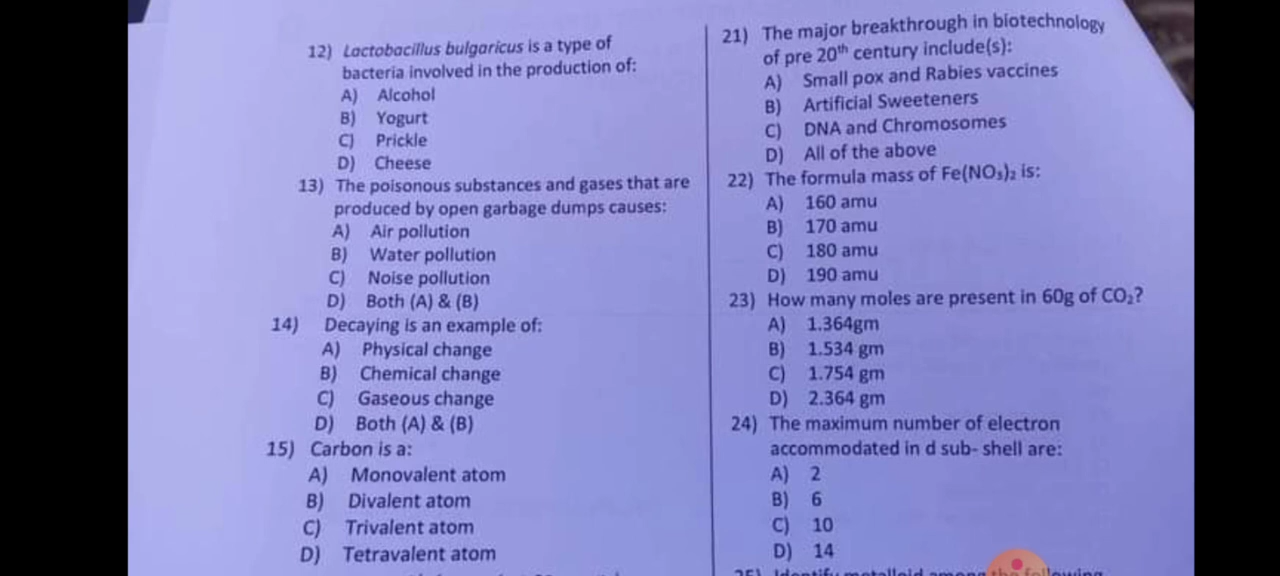 12) Lactobacillus bulgaricus is a type of
bacteria involved in the production of:
A) Alcohol
B) Yogurt
C) Prickle
D) Cheese
13) The poisonous substances and gases that are
produced by open garbage dumps causes:
A) Air pollution
B) Water pollution
C) Noise pollution
D) Both (A) & (B)
14) Decaying is an example of:
A) Physical change
B) Chemical change
C) Gaseous change
D) Both (A) & (B)
15) Carbon is a:
A) Monovalent atom
B) Divalent atom
C) Trivalent atom
D) Tetravalent atom
21) The major breakthrough in biotechnology
of pre 20th century include(s):
A) Small pox and Rabies vaccines
B) Artificial Sweeteners
C) DNA and Chromosomes
D) All of the above
22) The formula mass of Fe(NO₃)₂ is:
A) 160 amu
B) 170 amu
C) 180 amu
D) 190 amu
23) How many moles are present in 60g of CO₂?
A) 1.364gm
B) 1.534 gm
C) 1.754 gm
D) 2.364 gm
24) The maximum number of electron
accommodated in d sub- shell are:
A) 2
B) 6
C) 10
D) 14
25) Identify metalloid among the following